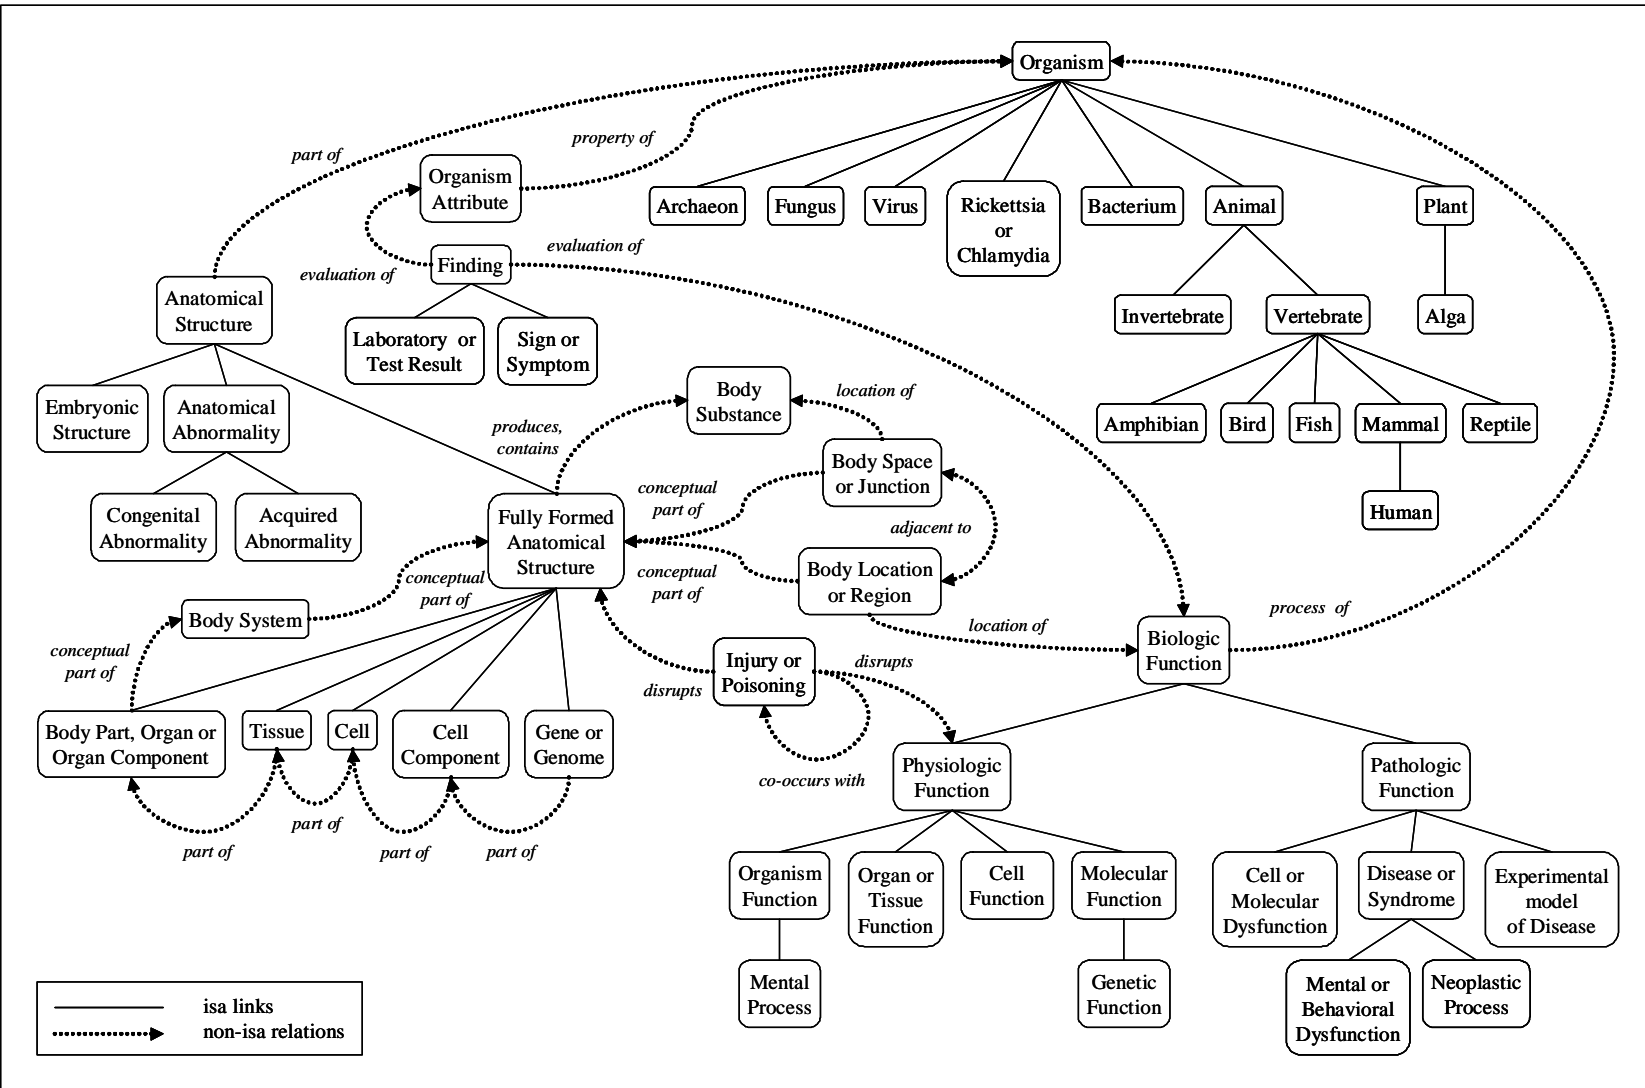 Organism
property of
part of
Organism
Attribute
Archaeon
Fungus
Virus
Rickettsia
or
Chlamydia
Bacterium
Animal
Plant
evaluation of
evaluation of
Finding
Anatomical
Structure
Laboratory or
Test Result
Sign or
Symptom
Invertebrate
Vertebrate
Alga
Embryonic
Structure
Anatomical
Abnormality
Body
Substance
location of
Amphibian
Bird
Fish
Mammal
Reptile
produces,
contains
Body Space
or Junction
conceptual
part of
Congenital
Abnormality
Acquired
Abnormality
Fully Formed
Anatomical
Structure
adjacent to
Human
conceptual
part of
conceptual
part of
Body Location
or Region
Body System
location of
process of
Biologic
Function
conceptual
part of
Injury or
Poisoning
disrupts
disrupts
Body Part, Organ or
Organ Component
Tissue
Cell
Cell
Component
Gene or
Genome
co-occurs with
Physiologic
Function
Pathologic
Function
part of
part of
part of
part of
Organism
Function
Organ or
Tissue
Function
Cell
Function
Molecular
Function
Cell or
Molecular
Dysfunction
Disease or
Syndrome
Experimental
model
of Disease
Mental
Process
Genetic
Function
Mental or
Behavioral
Dysfunction
Neoplastic
Process
isa links
non-isa relations